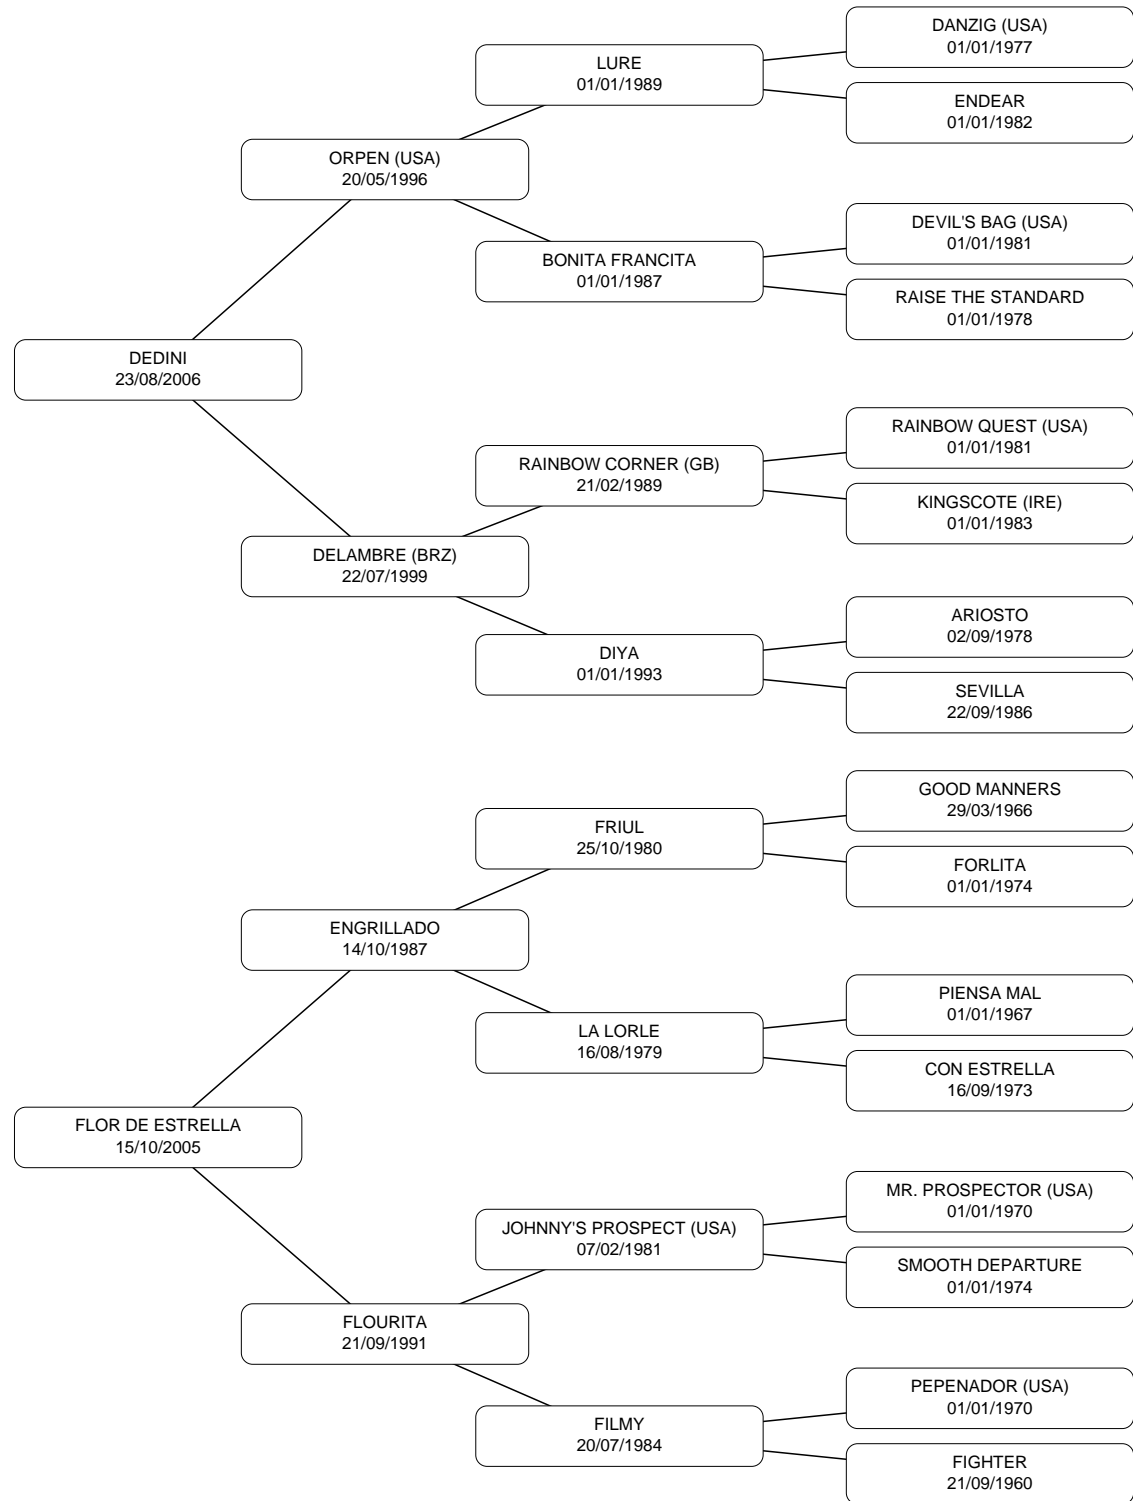 DANZIG (USA)
01/01/1977
LURE
01/01/1989
ENDEAR
01/01/1982
ORPEN (USA)
20/05/1996
DEVIL'S BAG (USA)
01/01/1981
BONITA FRANCITA
01/01/1987
RAISE THE STANDARD
01/01/1978
DEDINI
23/08/2006
RAINBOW QUEST (USA)
01/01/1981
RAINBOW CORNER (GB)
21/02/1989
KINGSCOTE (IRE)
01/01/1983
DELAMBRE (BRZ)
22/07/1999
ARIOSTO
02/09/1978
DIYA
01/01/1993
SEVILLA
22/09/1986
GOOD MANNERS
29/03/1966
FRIUL
25/10/1980
FORLITA
01/01/1974
ENGRILLADO
14/10/1987
PIENSA MAL
01/01/1967
LA LORLE
16/08/1979
CON ESTRELLA
16/09/1973
FLOR DE ESTRELLA
15/10/2005
MR. PROSPECTOR (USA)
01/01/1970
JOHNNY'S PROSPECT (USA)
07/02/1981
SMOOTH DEPARTURE
01/01/1974
FLOURITA
21/09/1991
PEPENADOR (USA)
01/01/1970
FILMY
20/07/1984
FIGHTER
21/09/1960